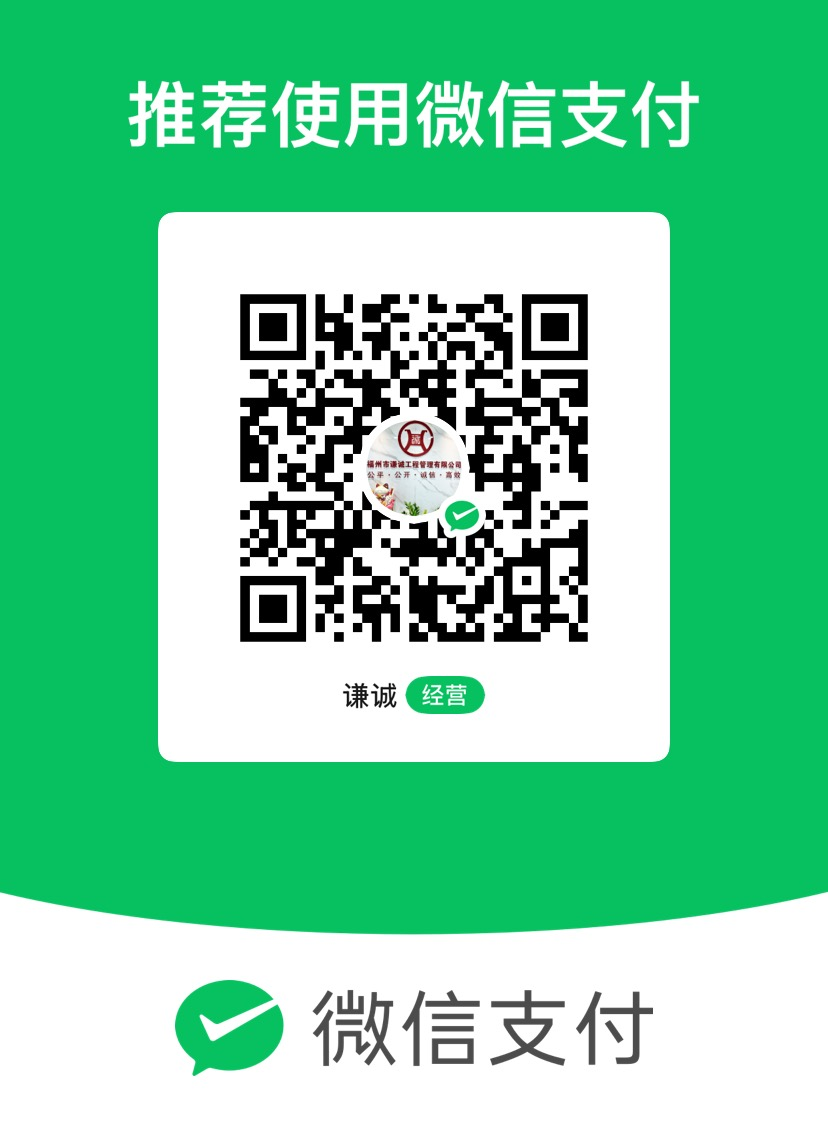 推荐使用微信支付
诚
福州市谦诚工程管理有限公司
公平·公开·诚信·高效
谦诚 经营
微信支付